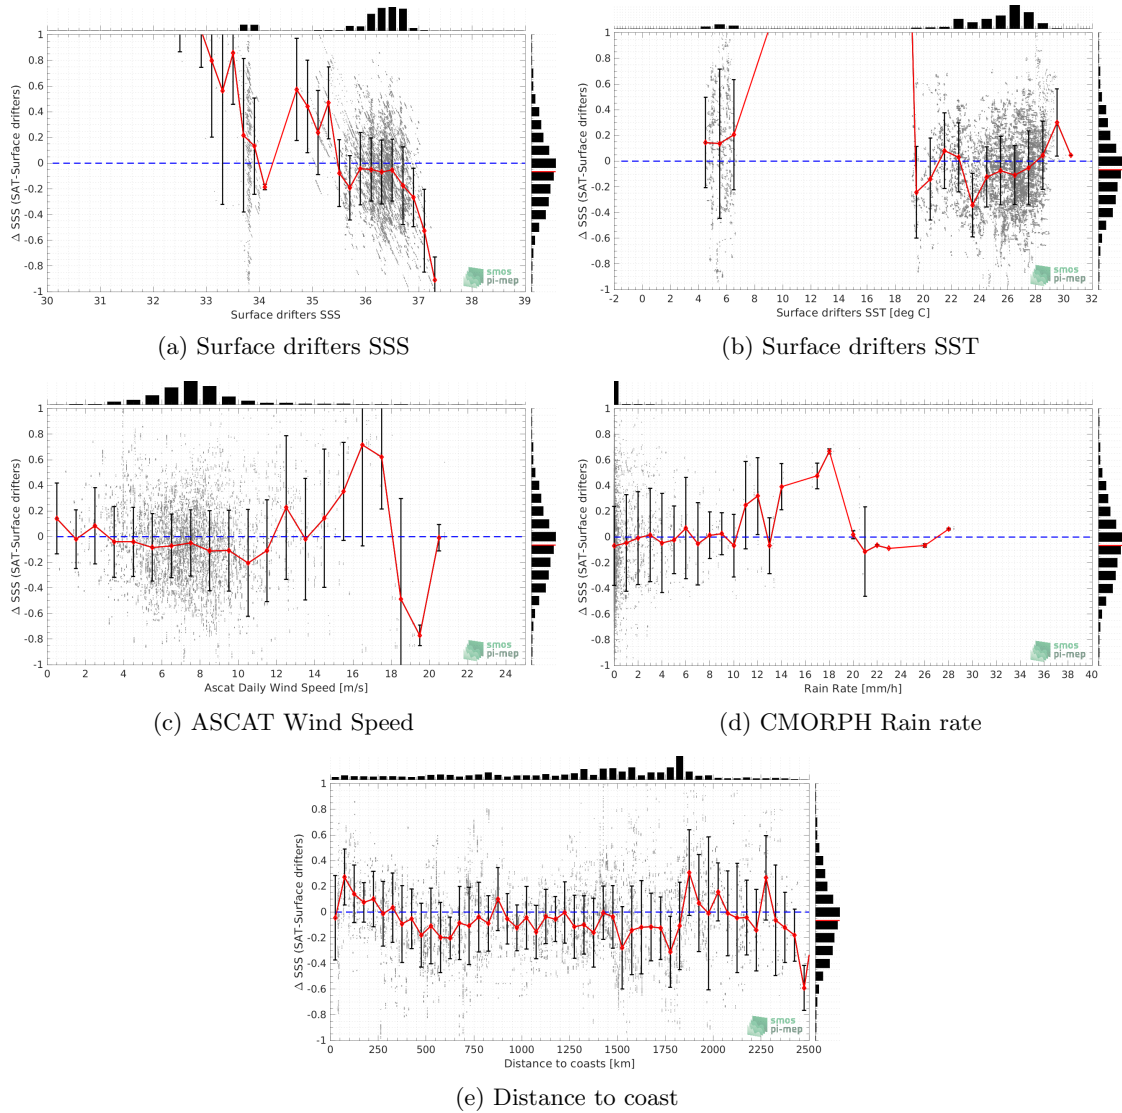 1
0.8
0.6
0.4
0.2
0
-0.2
-0.4
-0.6
-0.8
-1
Δ SSS (SAT-Surface drifters)
30 31 32 33 34 35 36 37 38 39
Surface drifters SSS
smos
pi-mep
(a) Surface drifters SSS
1
0.8
0.6
0.4
0.2
0
-0.2
-0.4
-0.6
-0.8
-1
Δ SSS (SAT-Surface drifters)
-2 0 2 4 6 8 10 12 14 16 18 20 22 24 26 28 30 32
Surface drifters SST [deg C]
smos
pi-mep
(b) Surface drifters SST
1
0.8
0.6
0.4
0.2
0
-0.2
-0.4
-0.6
-0.8
-1
Δ SSS (SAT-Surface drifters)
0 2 4 6 8 10 12 14 16 18 20 22 24
Ascat Daily Wind Speed [m/s]
smos
pi-mep
(c) ASCAT Wind Speed
1
0.8
0.6
0.4
0.2
0
-0.2
-0.4
-0.6
-0.8
-1
Δ SSS (SAT-Surface drifters)
0 2 4 6 8 10 12 14 16 18 20 22 24 26 28 30 32 34 36 38 40
Rain Rate [mm/h]
smos
pi-mep
(d) CMORPH Rain rate
1
0.8
0.6
0.4
0.2
0
-0.2
-0.4
-0.6
-0.8
-1
Δ SSS (SAT-Surface drifters)
0 250 500 750 1000 1250 1500 1750 2000 2250 2500
Distance to coasts [km]
smos
pi-mep
(e) Distance to coast